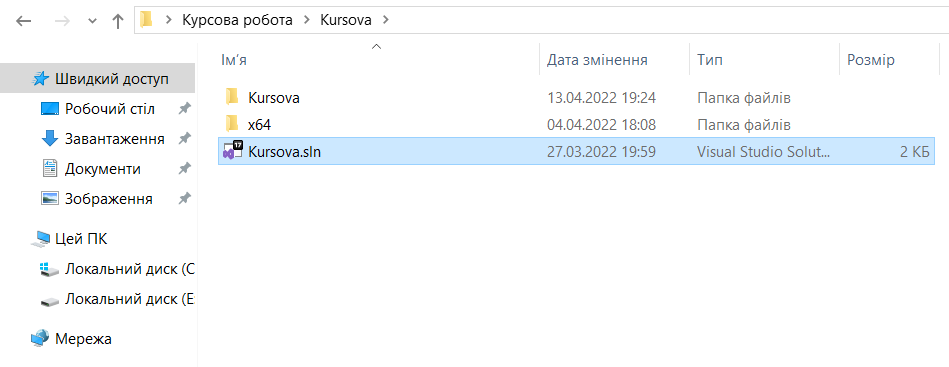 Курсова робота Kursova
Ім'я Дата змінення Тип Розмір
Швидкий доступ
Робочий стіл
Завантаження
Документи
Зображення
Цей ПК
Локальний диск (C
Локальний диск (E
Мережа
Kursova 13.04.2022 19:24 Папка файлів
x64 04.04.2022 18:08 Папка файлів
17
Kursova.sln 27.03.2022 19:59 Visual Studio Solut... 2 КБ